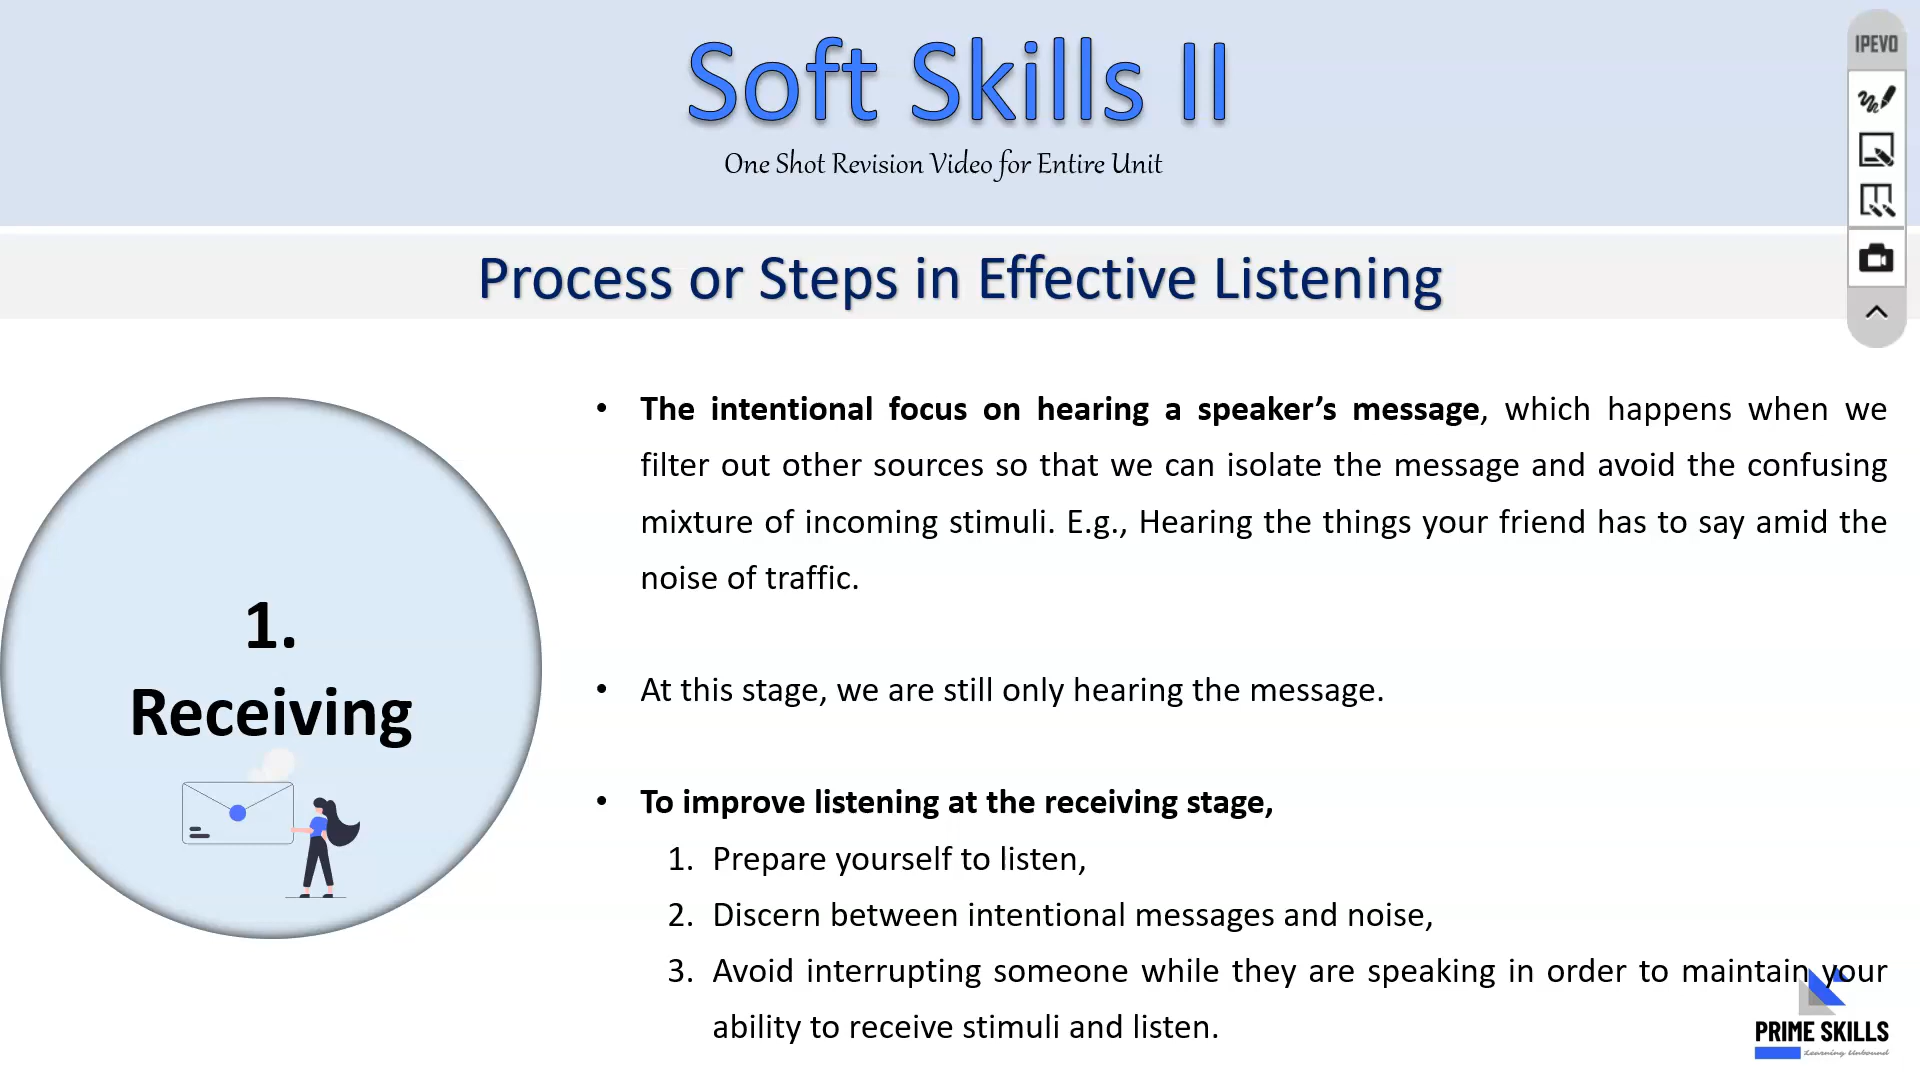 Soft Skills II
One Shot Revision Video for Entire Unit
IPEVO
Process or Steps in Effective Listening
1.
Receiving
• The intentional focus on hearing a speaker’s message, which happens when we
filter out other sources so that we can isolate the message and avoid the confusing
mixture of incoming stimuli. E.g., Hearing the things your friend has to say amid the
noise of traffic.
• At this stage, we are still only hearing the message.
• To improve listening at the receiving stage,
1. Prepare yourself to listen,
2. Discern between intentional messages and noise,
3. Avoid interrupting someone while they are speaking in order to maintain your
ability to receive stimuli and listen.
PRIME SKILLS
Learning Unbound